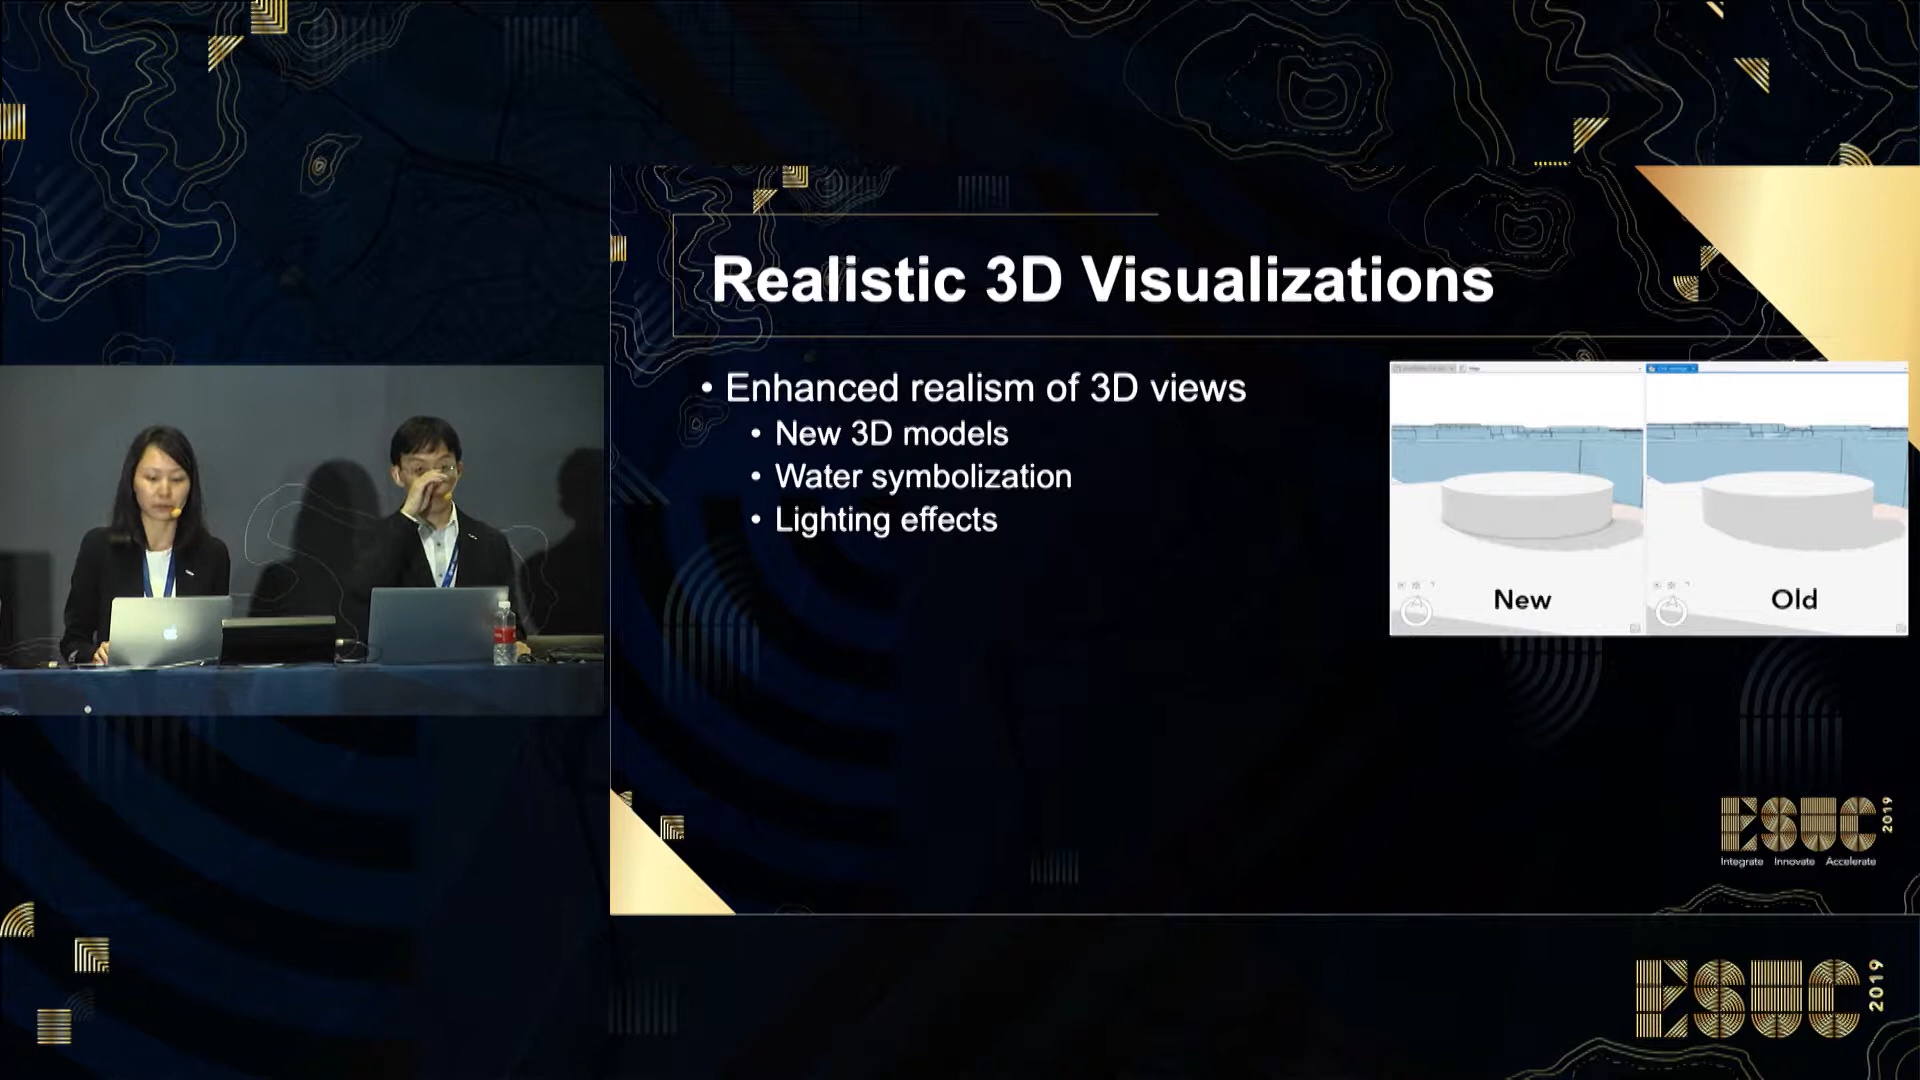 Realistic 3D Visualizations
• Enhanced realism of 3D views
• New 3D models
• Water symbolization
• Lighting effects
New
Old
ESUC 2019
Integrate Innovate Accelerate
ESUC 2019